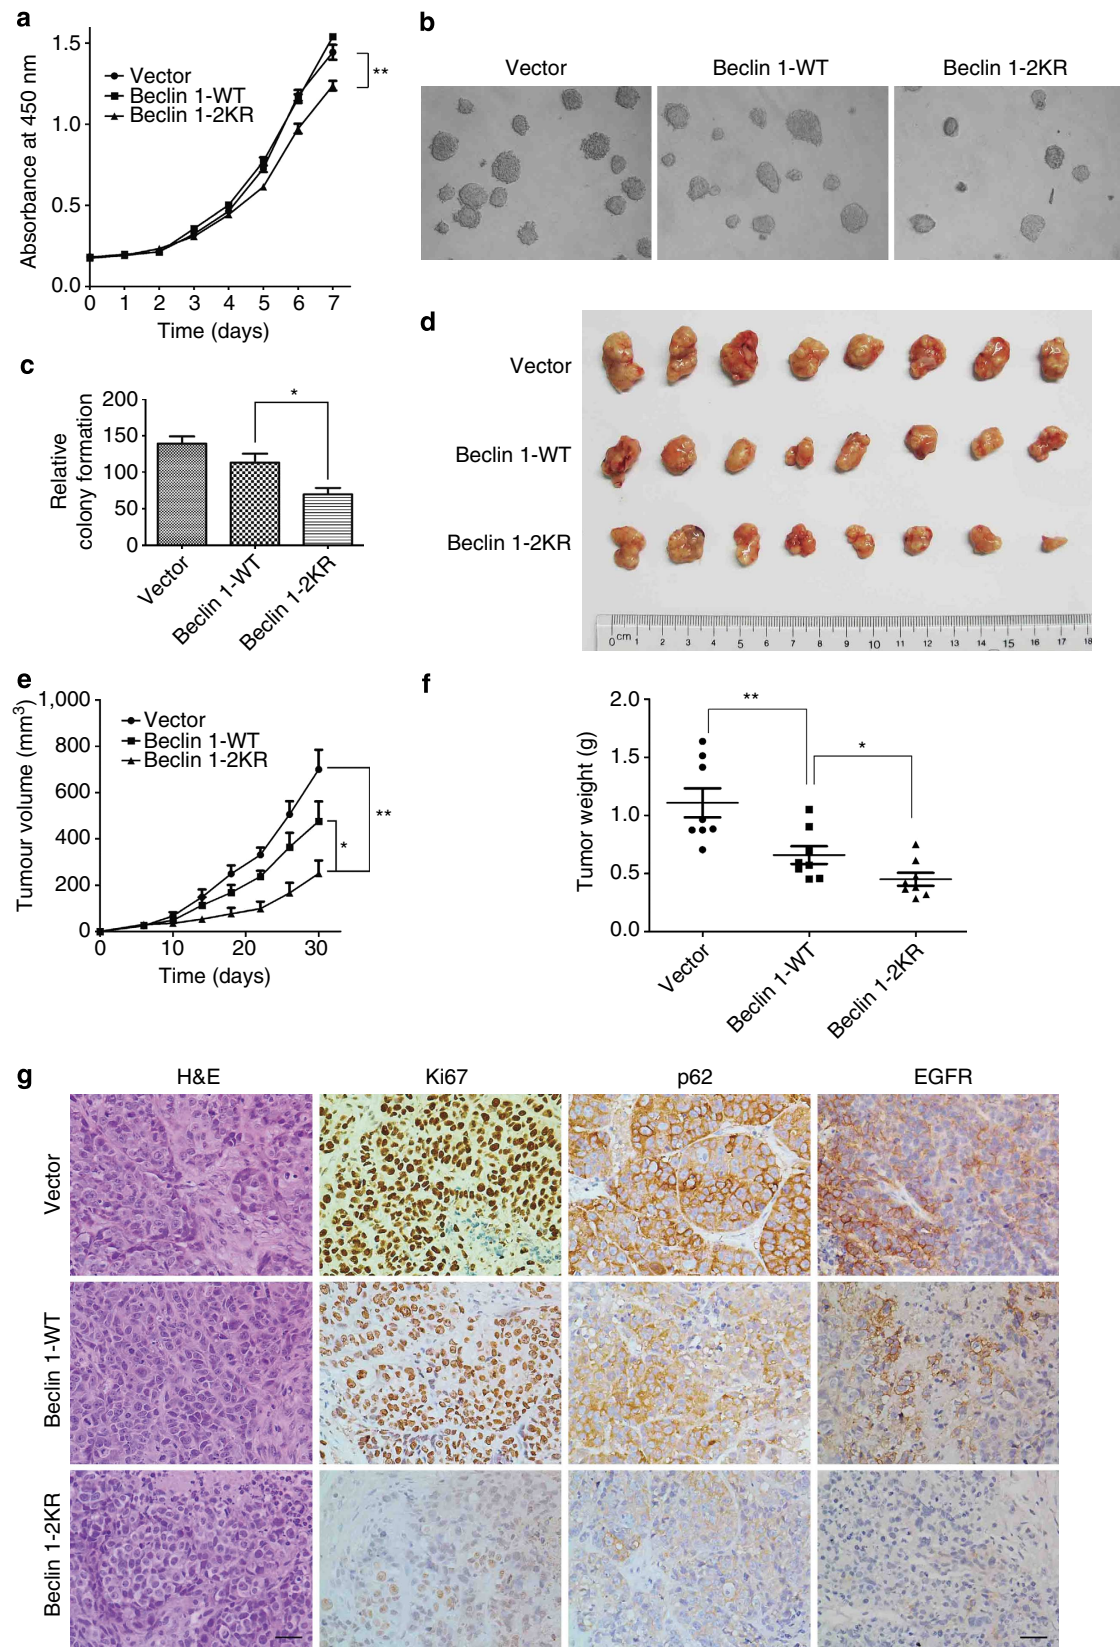 a
1.5
1.0
0.5
0.0
Absorbance at 450 nm
Vector
Beclin 1-WT
Beclin 1-2KR
**
0 1 2 3 4 5 6 7
Time (days)
b
Vector Beclin 1-WT Beclin 1-2KR
c
200
150
100
50
0
Relative
colony formation
*
Vector
Beclin 1-WT
Beclin 1-2KR
d
Vector
Beclin 1-WT
Beclin 1-2KR
0 cm 1 2 3 4 5 6 7 8 9 10 11 12 13 14 15 16 17 18
e
1,000
800
600
400
200
0
Tumour volume (mm³)
Vector
Beclin 1-WT
Beclin 1-2KR
*
**
0 10 20 30
Time (days)
f
2.0
1.5
1.0
0.5
0.0
Tumor weight (g)
**
*
Vector
Beclin 1-WT
Beclin 1-2KR
g
H&E Ki67 p62 EGFR
Vector
Beclin 1-WT
Beclin 1-2KR